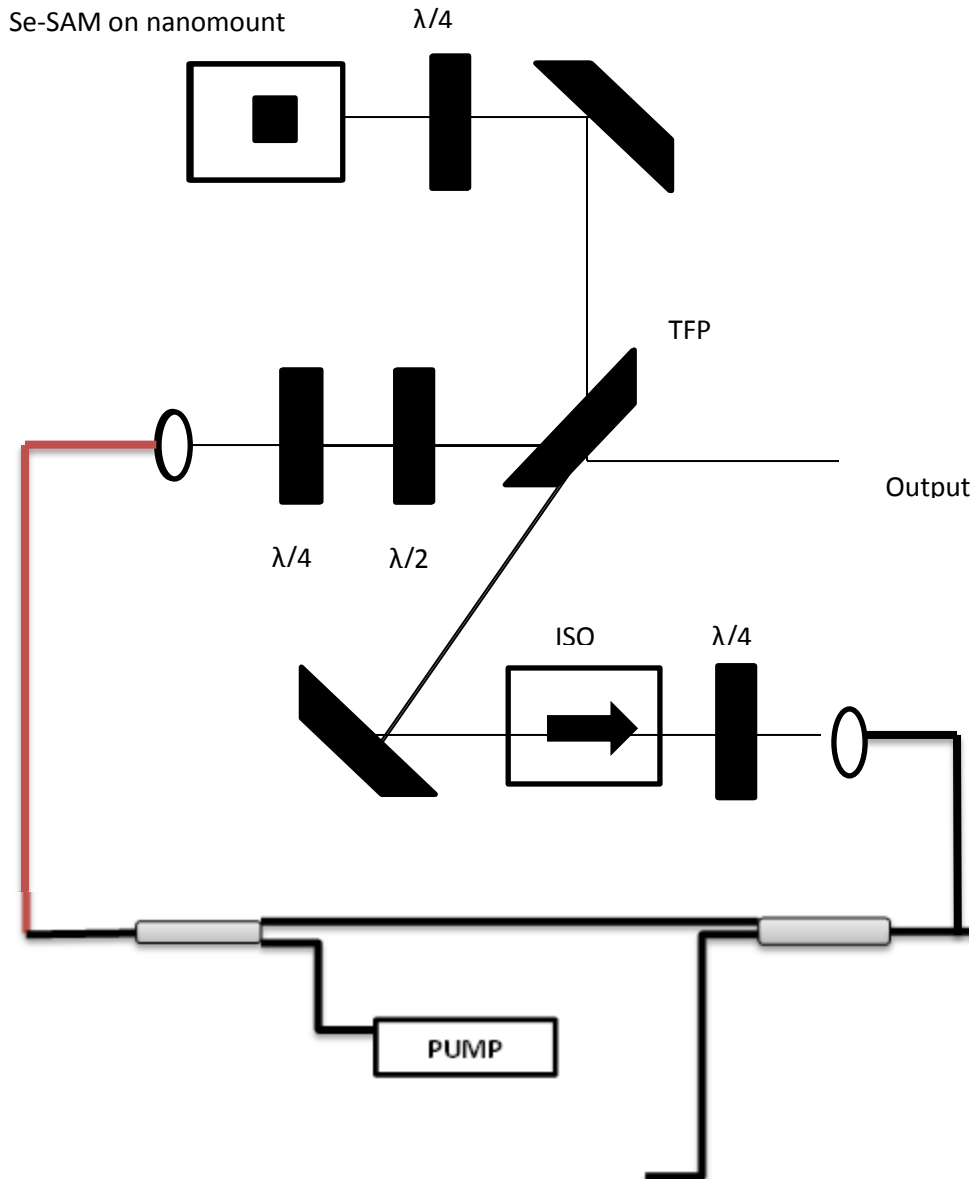 Se-SAM on nanomount
λ/4
TFP
Output
λ/4
λ/2
ISO
λ/4
PUMP